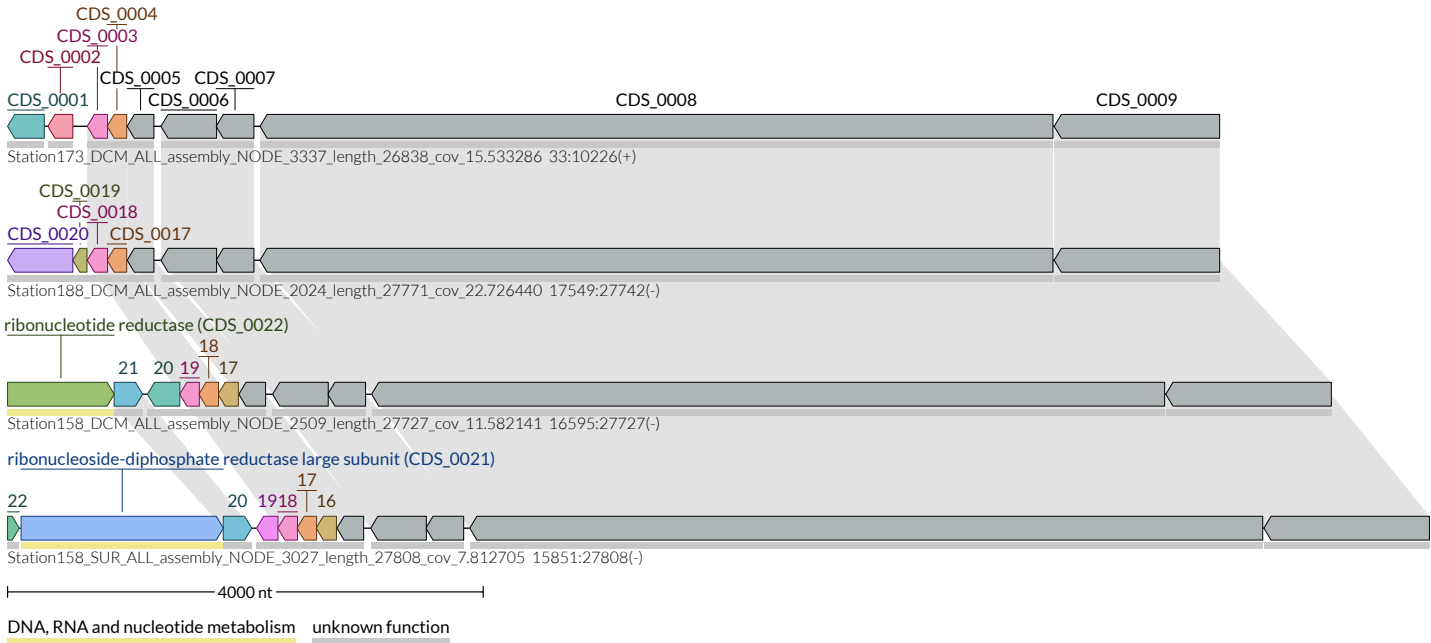 CDS_0004
CDS_0003
CDS_0002
CDS_0005 CDS_0007
CDS_0001 CDS_0006 CDS_0008 CDS_0009
Station173_DCM_ALL_assembly_NODE_3337_length_26838_cov_15.533286 33:10226(+)
CDS_0019
CDS_0018
CDS_0020 CDS_0017
Station188_DCM_ALL_assembly_NODE_2024_length_27771_cov_22.726440 17549:27742(-)
ribonucleotide reductase (CDS_0022)
18
21 20 19 17
Station158_DCM_ALL_assembly_NODE_2509_length_27727_cov_11.582141 16595:27727(-)
ribonucleoside-diphosphate reductase large subunit (CDS_0021)
17
22 20 19 18 16
Station158_SUR_ALL_assembly_NODE_3027_length_27808_cov_7.812705 15851:27808(-)
4000 nt
DNA, RNA and nucleotide metabolism unknown function